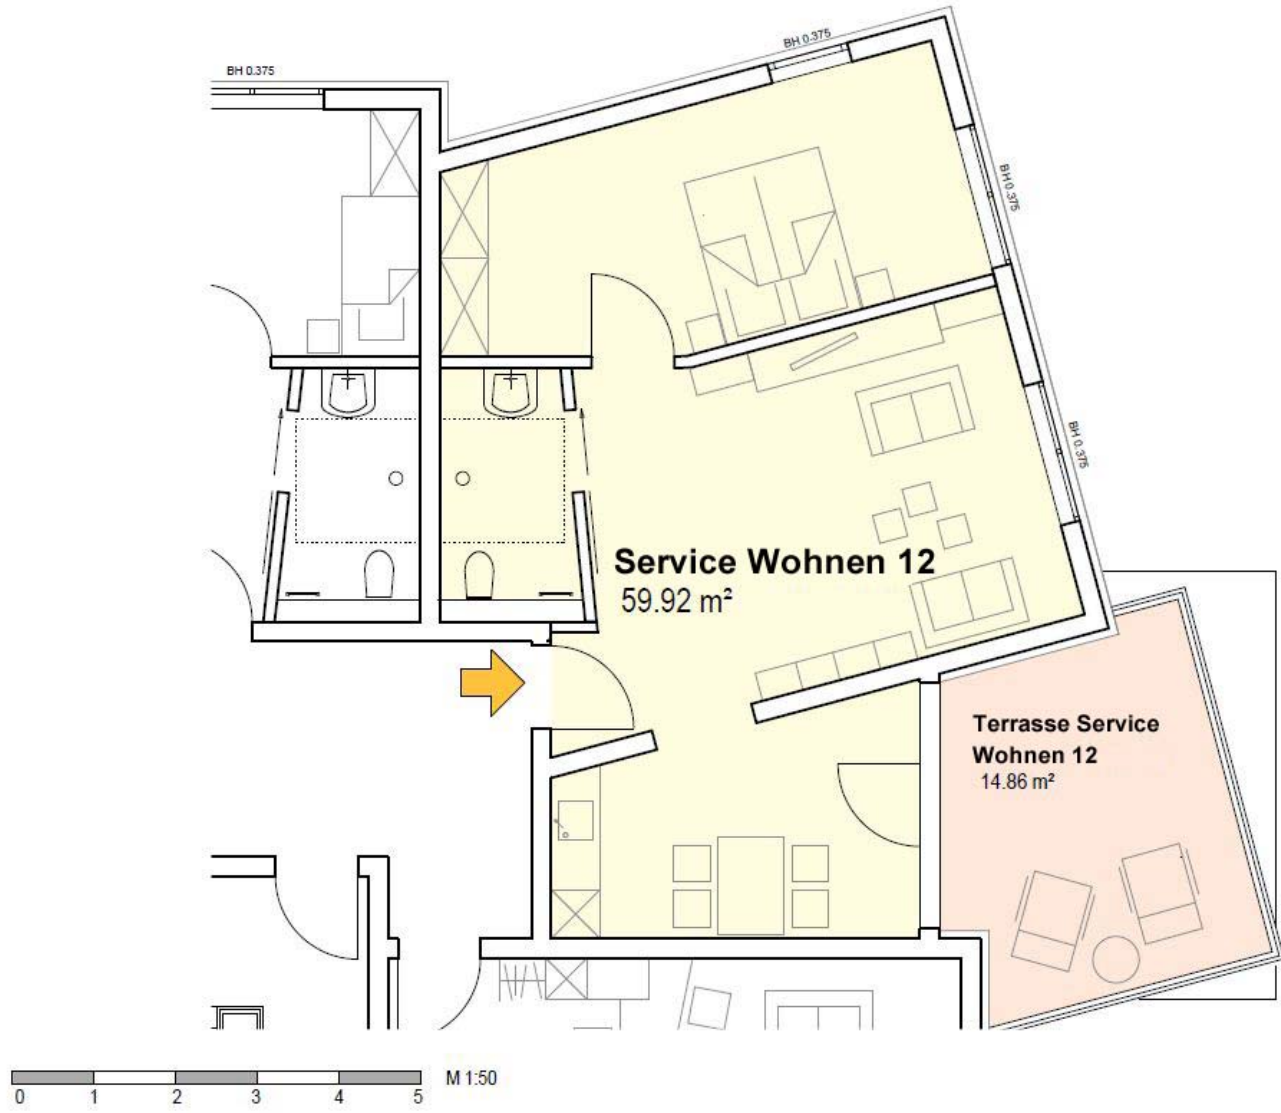 BH 0.375
BH 0.375
BH 0.375
BH 0.375
Service Wohnen 12
59.92 m²
Terrasse Service
Wohnen 12
14.86 m²
0 1 2 3 4 5
M 1:50